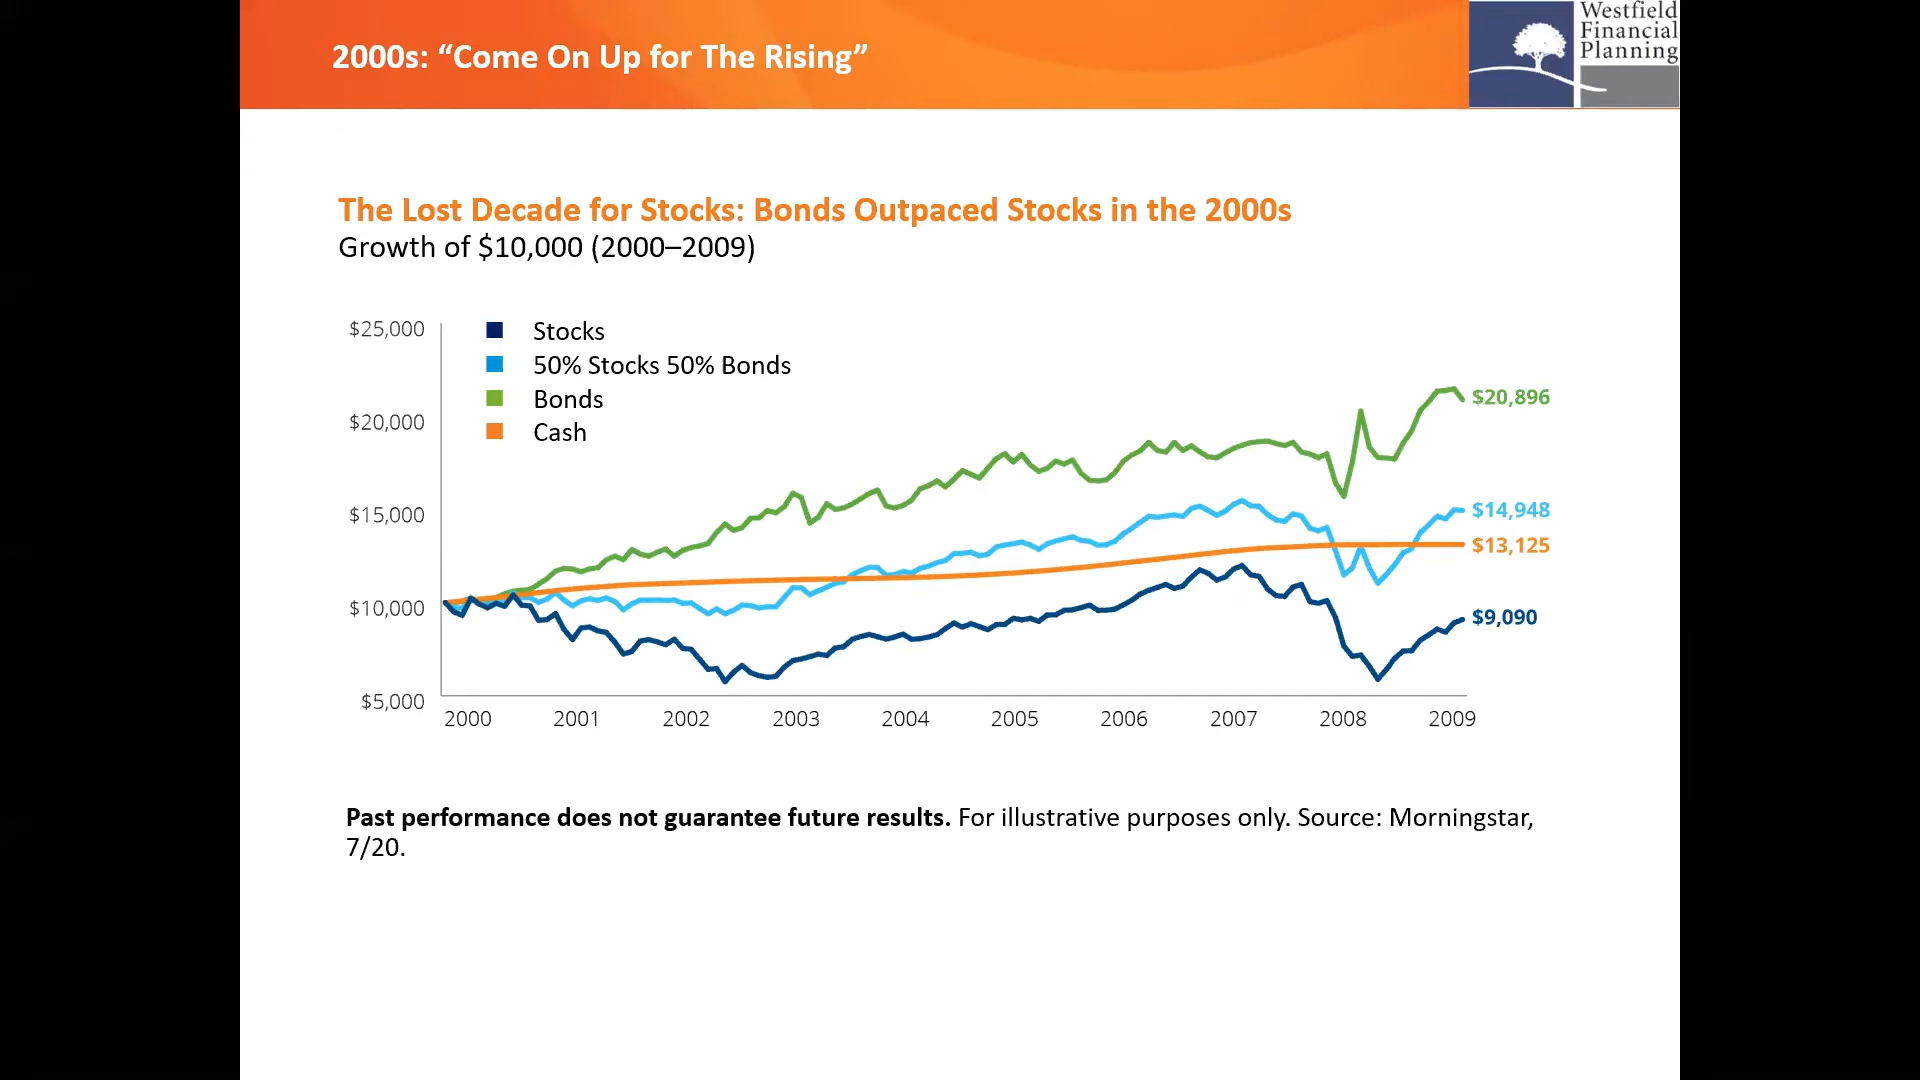 2000s: “Come On Up for The Rising”
Westfield
Financial
Planning
The Lost Decade for Stocks: Bonds Outpaced Stocks in the 2000s
Growth of $10,000 (2000–2009)
$25,000
$20,000
$15,000
$10,000
$5,000
Stocks
50% Stocks 50% Bonds
Bonds
Cash
$20,896
$14,948
$13,125
$9,090
2000 2001 2002 2003 2004 2005 2006 2007 2008 2009
Past performance does not guarantee future results. For illustrative purposes only. Source: Morningstar,
7/20.